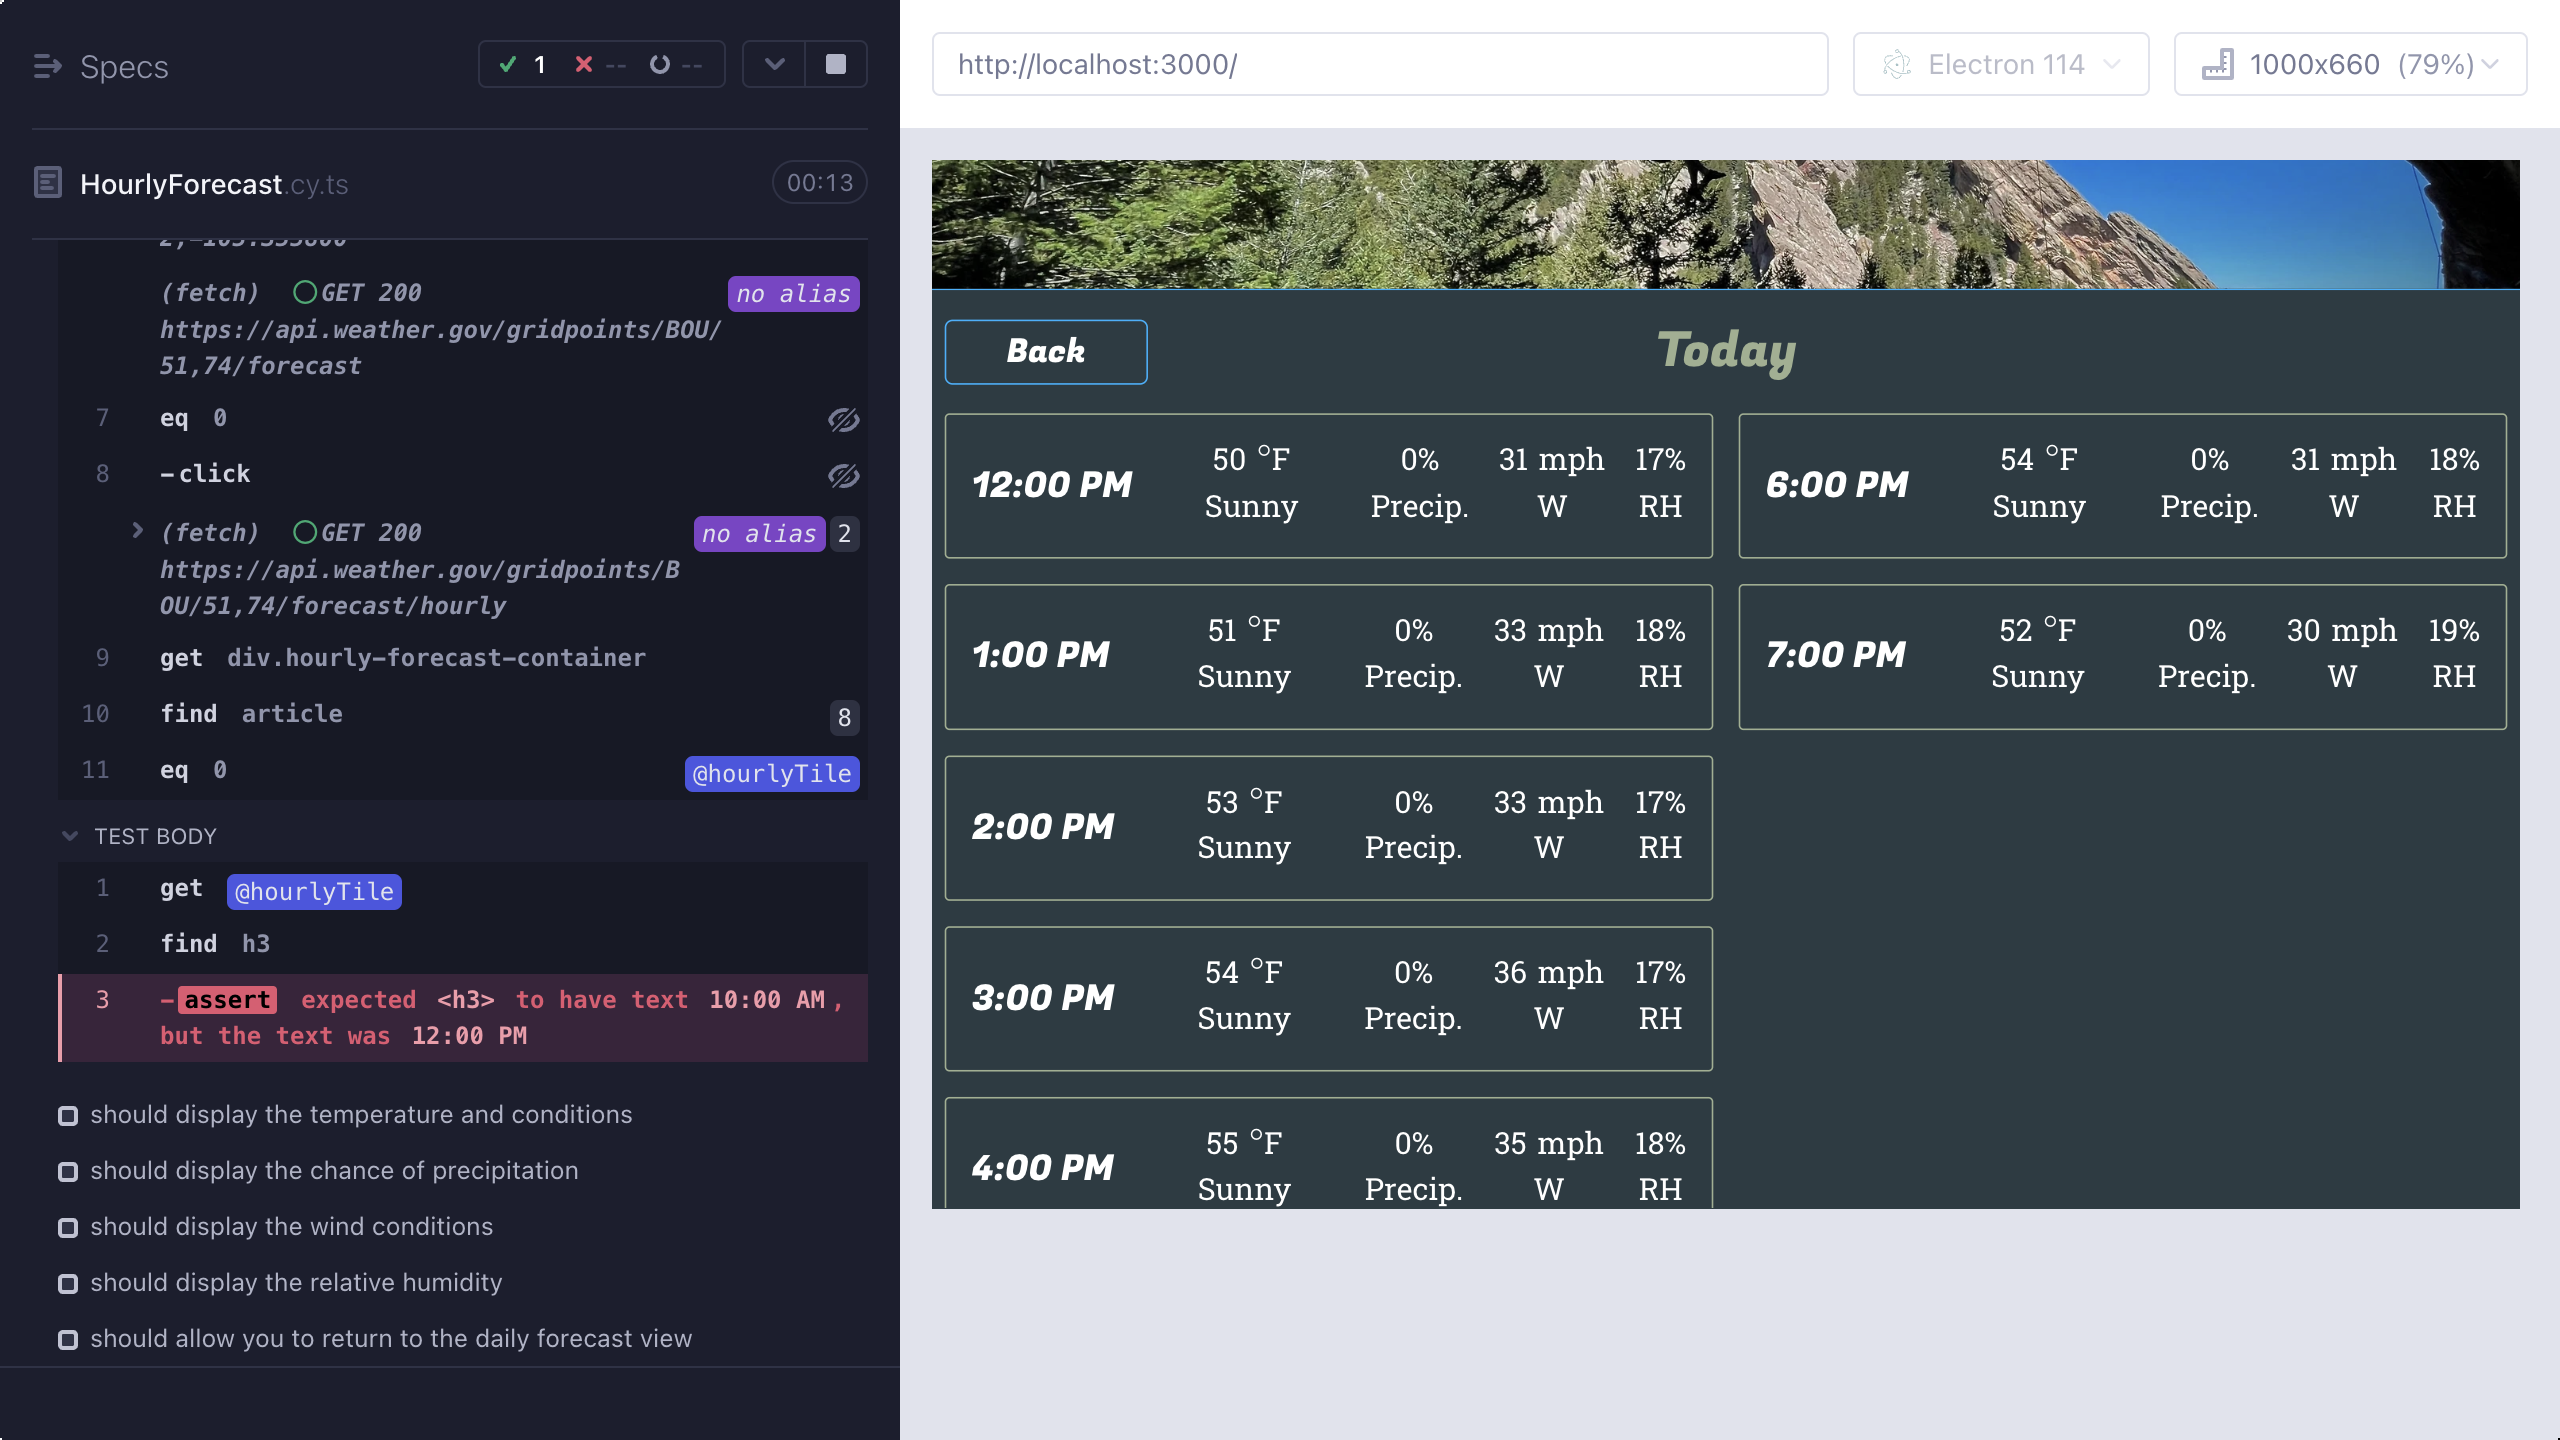 Specs
1 -- --
HourlyForecast.cy.ts
00:13
(fetch) GET 200 no alias
https://api.weather.gov/gridpoints/BOU/
51,74/forecast
7 eq 0
8 -click
(fetch) GET 200 no alias 2
https://api.weather.gov/gridpoints/B
OU/51,74/forecast/hourly
9 get div.hourly-forecast-container
10 find article 8
11 eq 0 @hourlyTile
TEST BODY
1 get @hourlyTile
2 find h3
3 -assert expected <h3> to have text 10:00 AM,
but the text was 12:00 PM
should display the temperature and conditions
should display the chance of precipitation
should display the wind conditions
should display the relative humidity
should allow you to return to the daily forecast view
http://localhost:3000/
Electron 114
1000x660 (79%)
Back
Today
12:00 PM
50 °F 0% 31 mph 17%
Sunny Precip. W RH
1:00 PM
51 °F 0% 33 mph 18%
Sunny Precip. W RH
2:00 PM
53 °F 0% 33 mph 17%
Sunny Precip. W RH
3:00 PM
54 °F 0% 36 mph 17%
Sunny Precip. W RH
4:00 PM
55 °F 0% 35 mph 18%
Sunny Precip. W RH
6:00 PM
54 °F 0% 31 mph 18%
Sunny Precip. W RH
7:00 PM
52 °F 0% 30 mph 19%
Sunny Precip. W RH